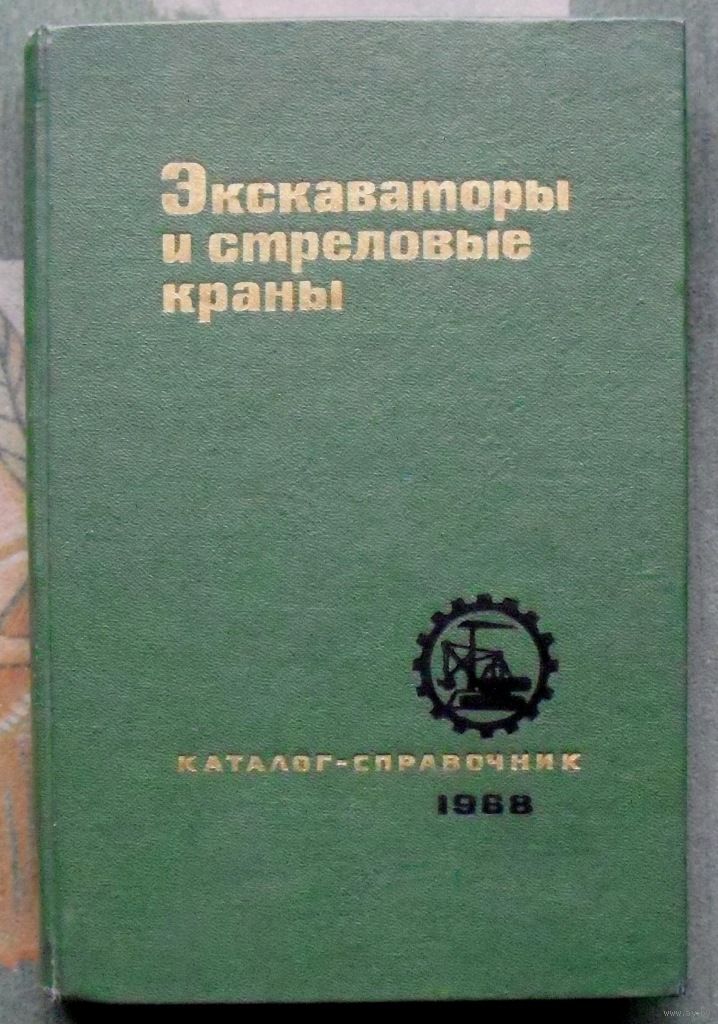 Экскаваторы
и стреловые
краны
КАТАЛОГ-СПРАВОЧНИК
1968